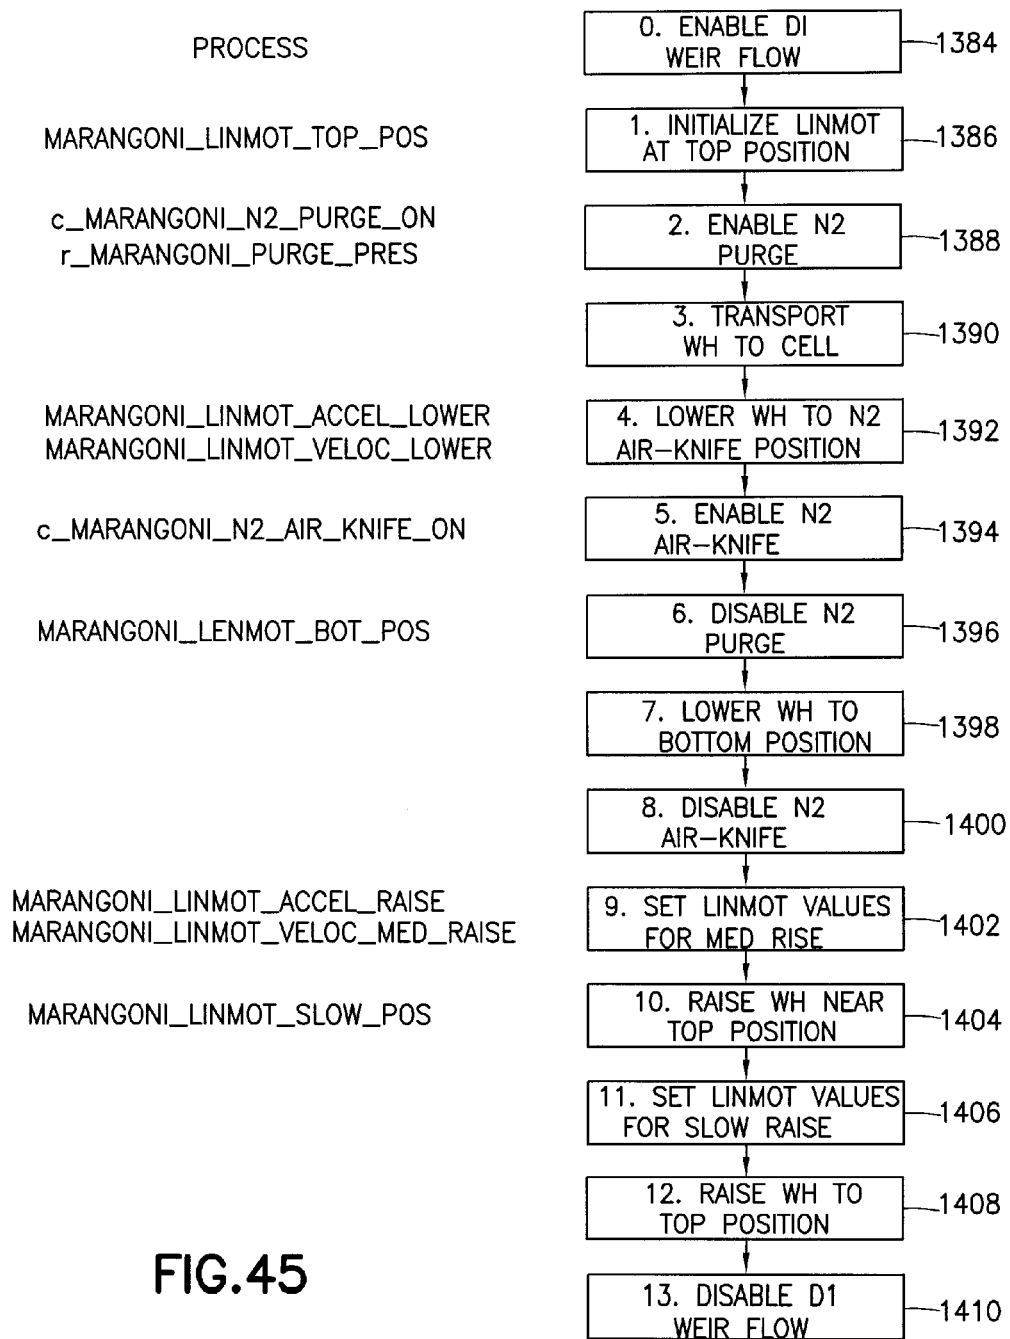 PROCESS
0. ENABLE DI
WEIR FLOW
1384
MARANGONI_LINMOT_TOP_POS
1. INITIALIZE LINMOT
AT TOP POSITION
1386
c_MARANGONI_N2_PURGE_ON
r_MARANGONI_PURGE_PRES
2. ENABLE N2
PURGE
1388
3. TRANSPORT
WH TO CELL
1390
MARANGONI_LINMOT_ACCEL_LOWER
MARANGONI_LINMOT_VELOC_LOWER
4. LOWER WH TO N2
AIR-KNIFE POSITION
1392
c_MARANGONI_N2_AIR_KNIFE_ON
5. ENABLE N2
AIR-KNIFE
1394
MARANGONI_LENMOT_BOT_POS
6. DISABLE N2
PURGE
1396
7. LOWER WH TO
BOTTOM POSITION
1398
8. DISABLE N2
AIR-KNIFE
1400
MARANGONI_LINMOT_ACCEL_RAISE
MARANGONI_LINMOT_VELOC_MED_RAISE
9. SET LINMOT VALUES
FOR MED RISE
1402
MARANGONI_LINMOT_SLOW_POS
10. RAISE WH NEAR
TOP POSITION
1404
11. SET LINMOT VALUES
FOR SLOW RAISE
1406
12. RAISE WH TO
TOP POSITION
1408
13. DISABLE D1
WEIR FLOW
1410
FIG.45